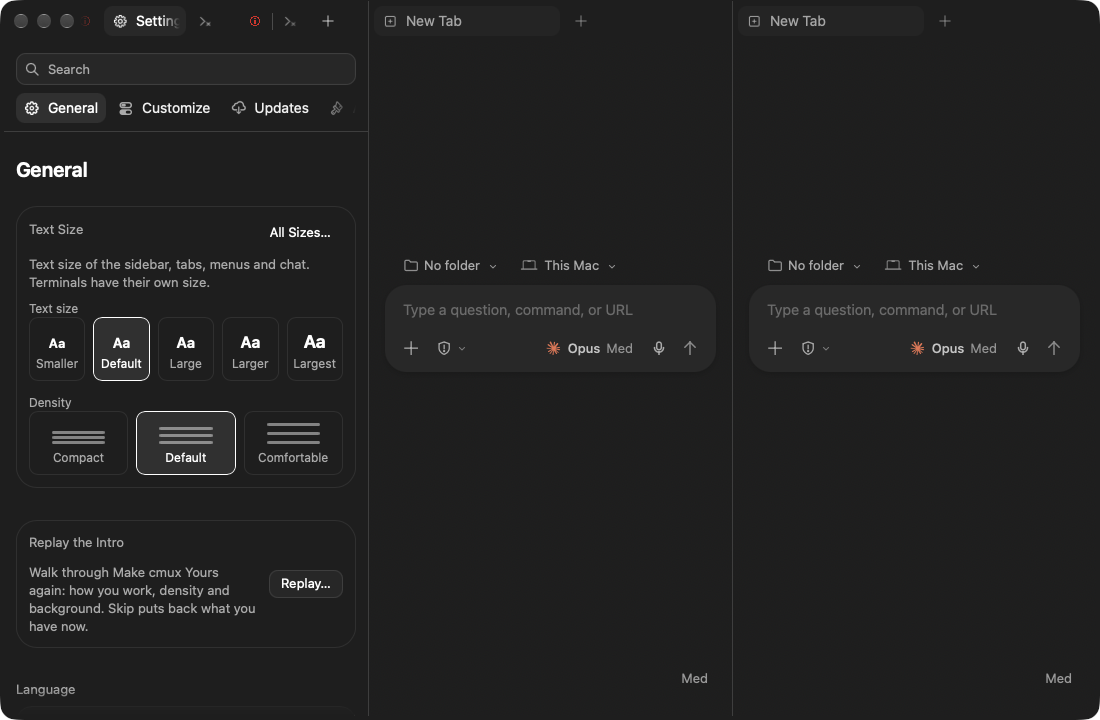 Setting
New Tab
New Tab
Search
General
Customize
Updates
General
Text Size
All Sizes...
Text size of the sidebar, tabs, menus and chat.
Terminals have their own size.
Text size
Aa
Aa
Aa
Aa
Aa
Smaller
Default
Large
Larger
Largest
Density
Compact
Default
Comfortable
Replay the Intro
Walk through Make cmux Yours
again: how you work, density and
background. Skip puts back what you
have now.
Replay...
Language
No folder
This Mac
Type a question, command, or URL
Opus Med
Med
No folder
This Mac
Type a question, command, or URL
Opus Med
Med